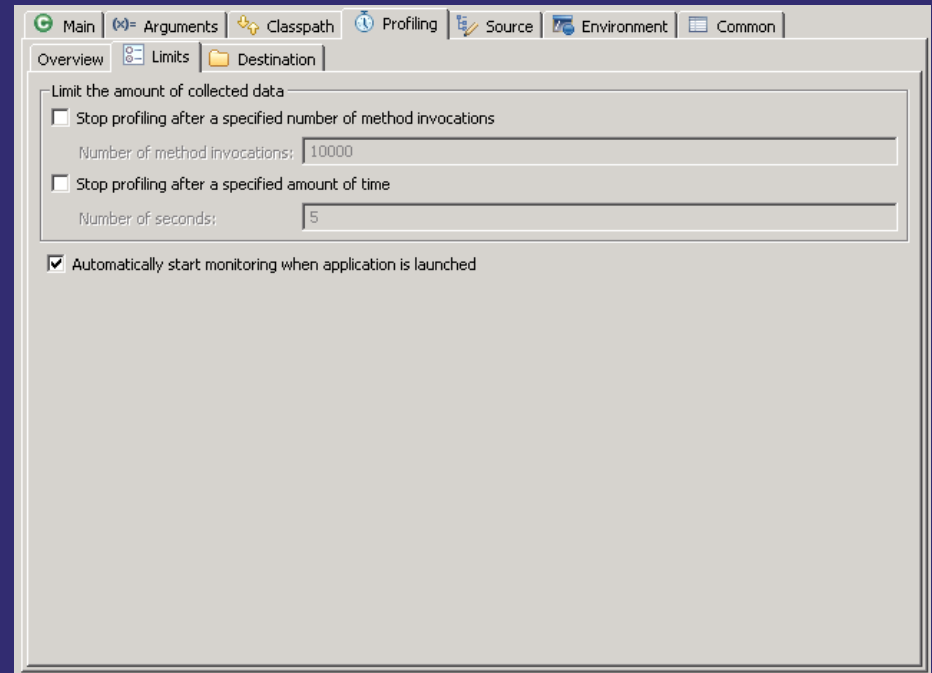 Main (x)= Arguments Classpath Profiling Source Environment Common
Overview Limits Destination
Limit the amount of collected data
Stop profiling after a specified number of method invocations
Number of method invocations: 10000
Stop profiling after a specified amount of time
Number of seconds: 5
Automatically start monitoring when application is launched